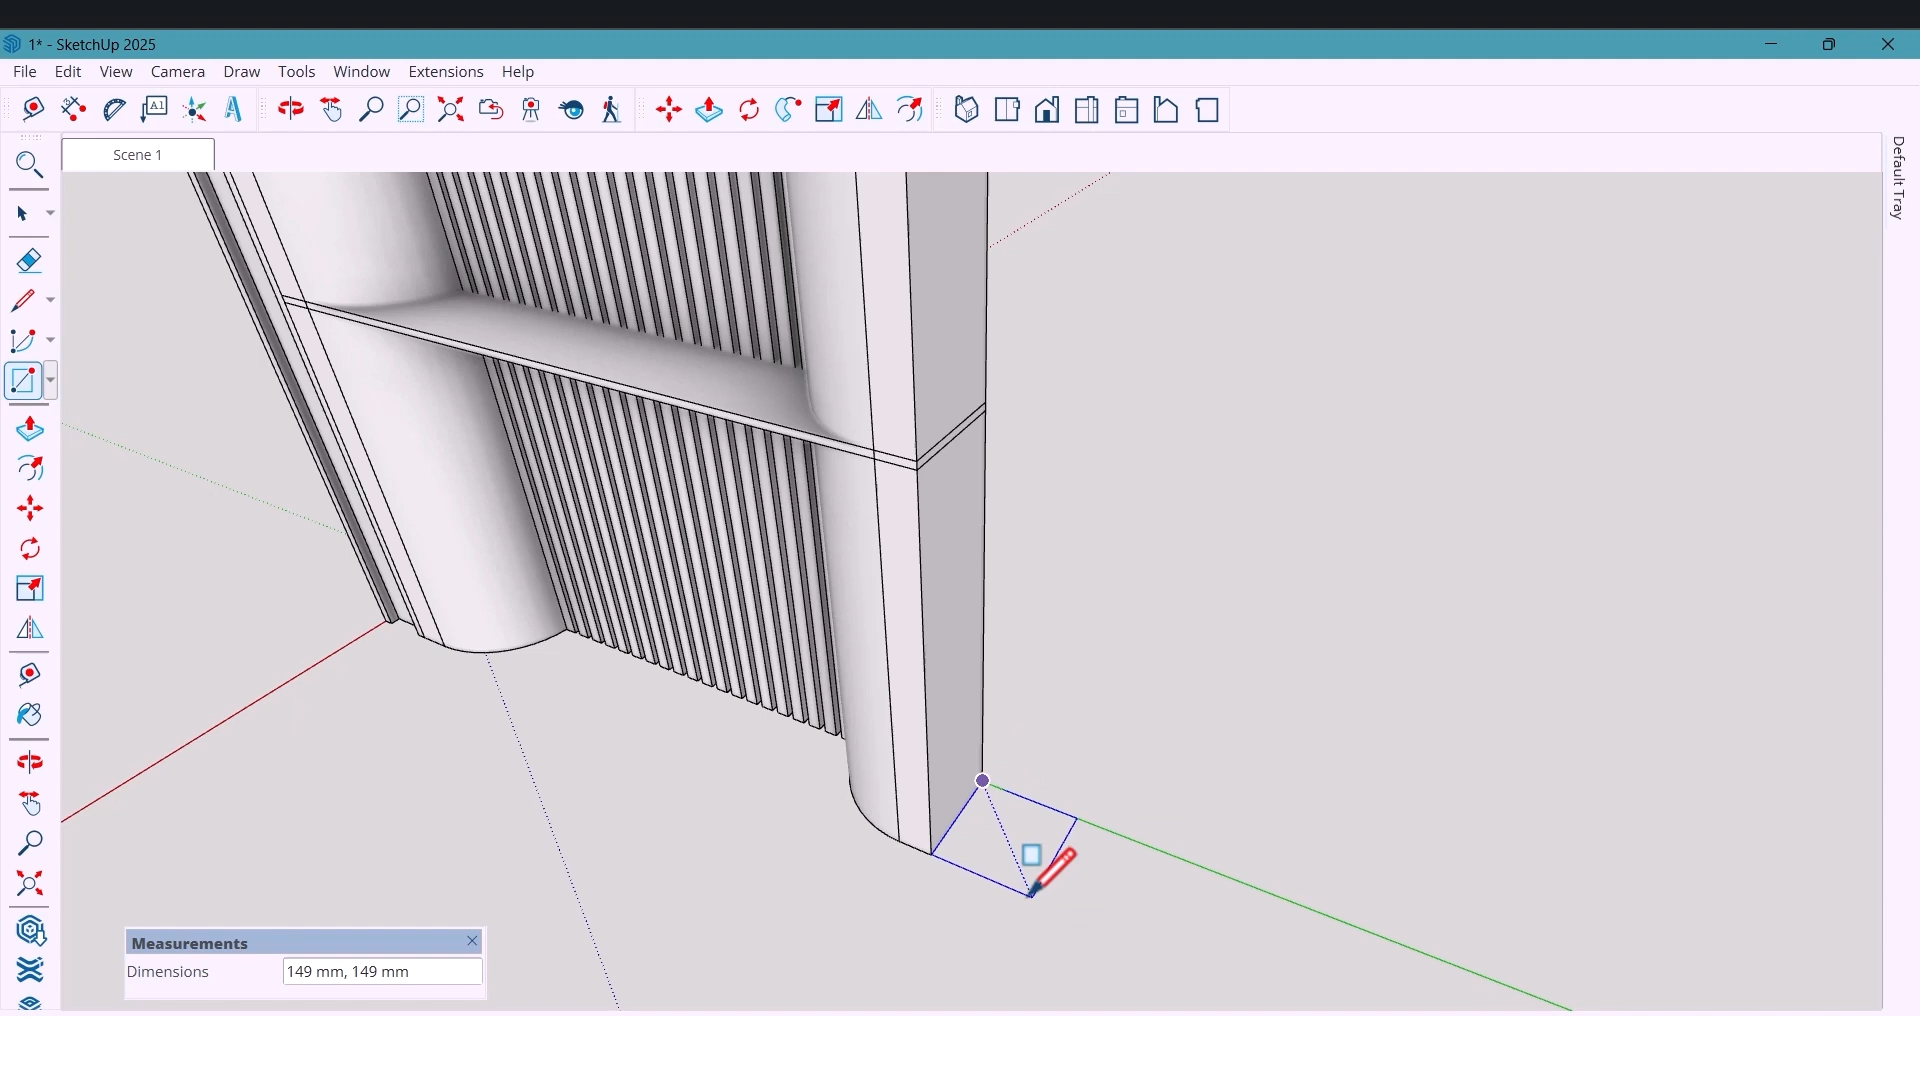 1* - SketchUp 2025
File Edit View Camera Draw Tools Window Extensions Help
A1
Scene 1
Default Tray
Measurements
Dimensions 149 mm, 149 mm